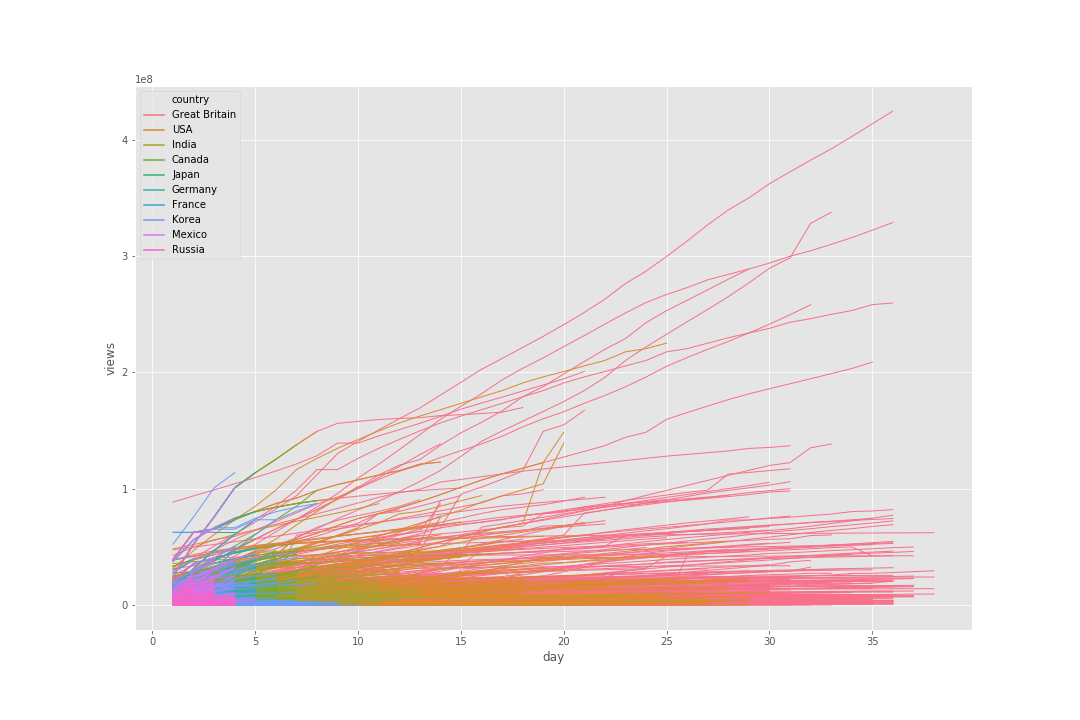 1e8
country
Great Britain
USA
India
Canada
Japan
Germany
France
Korea
Mexico
Russia
4
3
2
1
0
views
0 5 10 15 20 25 30 35
day